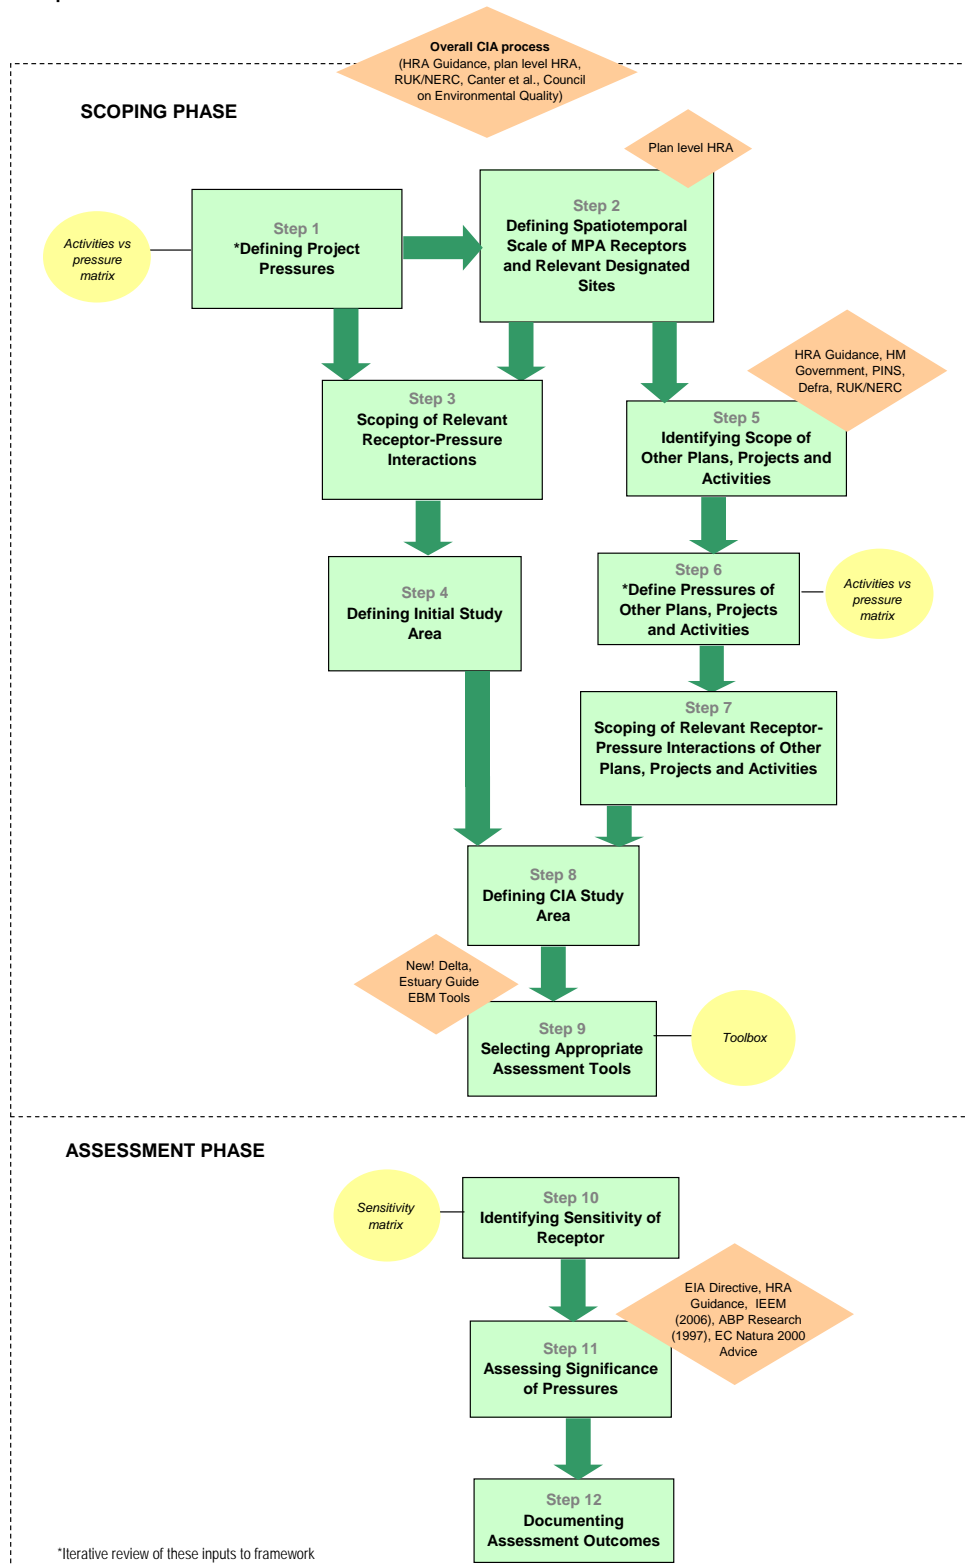 Overall CIA process
(HRA Guidance, plan level HRA,
RUK/NERC, Canter et al., Council
on Environmental Quality)
SCOPING PHASE
Plan level HRA
Step 1
*Defining Project
Pressures
Activities vs
pressure
matrix
Step 2
Defining Spatiotemporal
Scale of MPA Receptors
and Relevant Designated
Sites
HRA Guidance, HM
Government, PINS,
Defra, RUK/NERC
Step 3
Scoping of Relevant
Receptor-Pressure
Interactions
Step 5
Identifying Scope of
Other Plans, Projects and
Activities
Step 4
Defining Initial Study
Area
Step 6
*Define Pressures of
Other Plans, Projects
and Activities
Activities vs
pressure
matrix
Step 7
Scoping of Relevant Receptor-
Pressure Interactions of Other
Plans, Projects and Activities
Step 8
Defining CIA Study
Area
New! Delta,
Estuary Guide
EBM Tools
Step 9
Selecting Appropriate
Assessment Tools
Toolbox
ASSESSMENT PHASE
Sensitivity
matrix
Step 10
Identifying Sensitivity of
Receptor
EIA Directive, HRA
Guidance, IEEM
(2006), ABP Research
(1997), EC Natura 2000
Advice
Step 11
Assessing Significance
of Pressures
Step 12
Documenting
Assessment Outcomes
*Iterative review of these inputs to framework